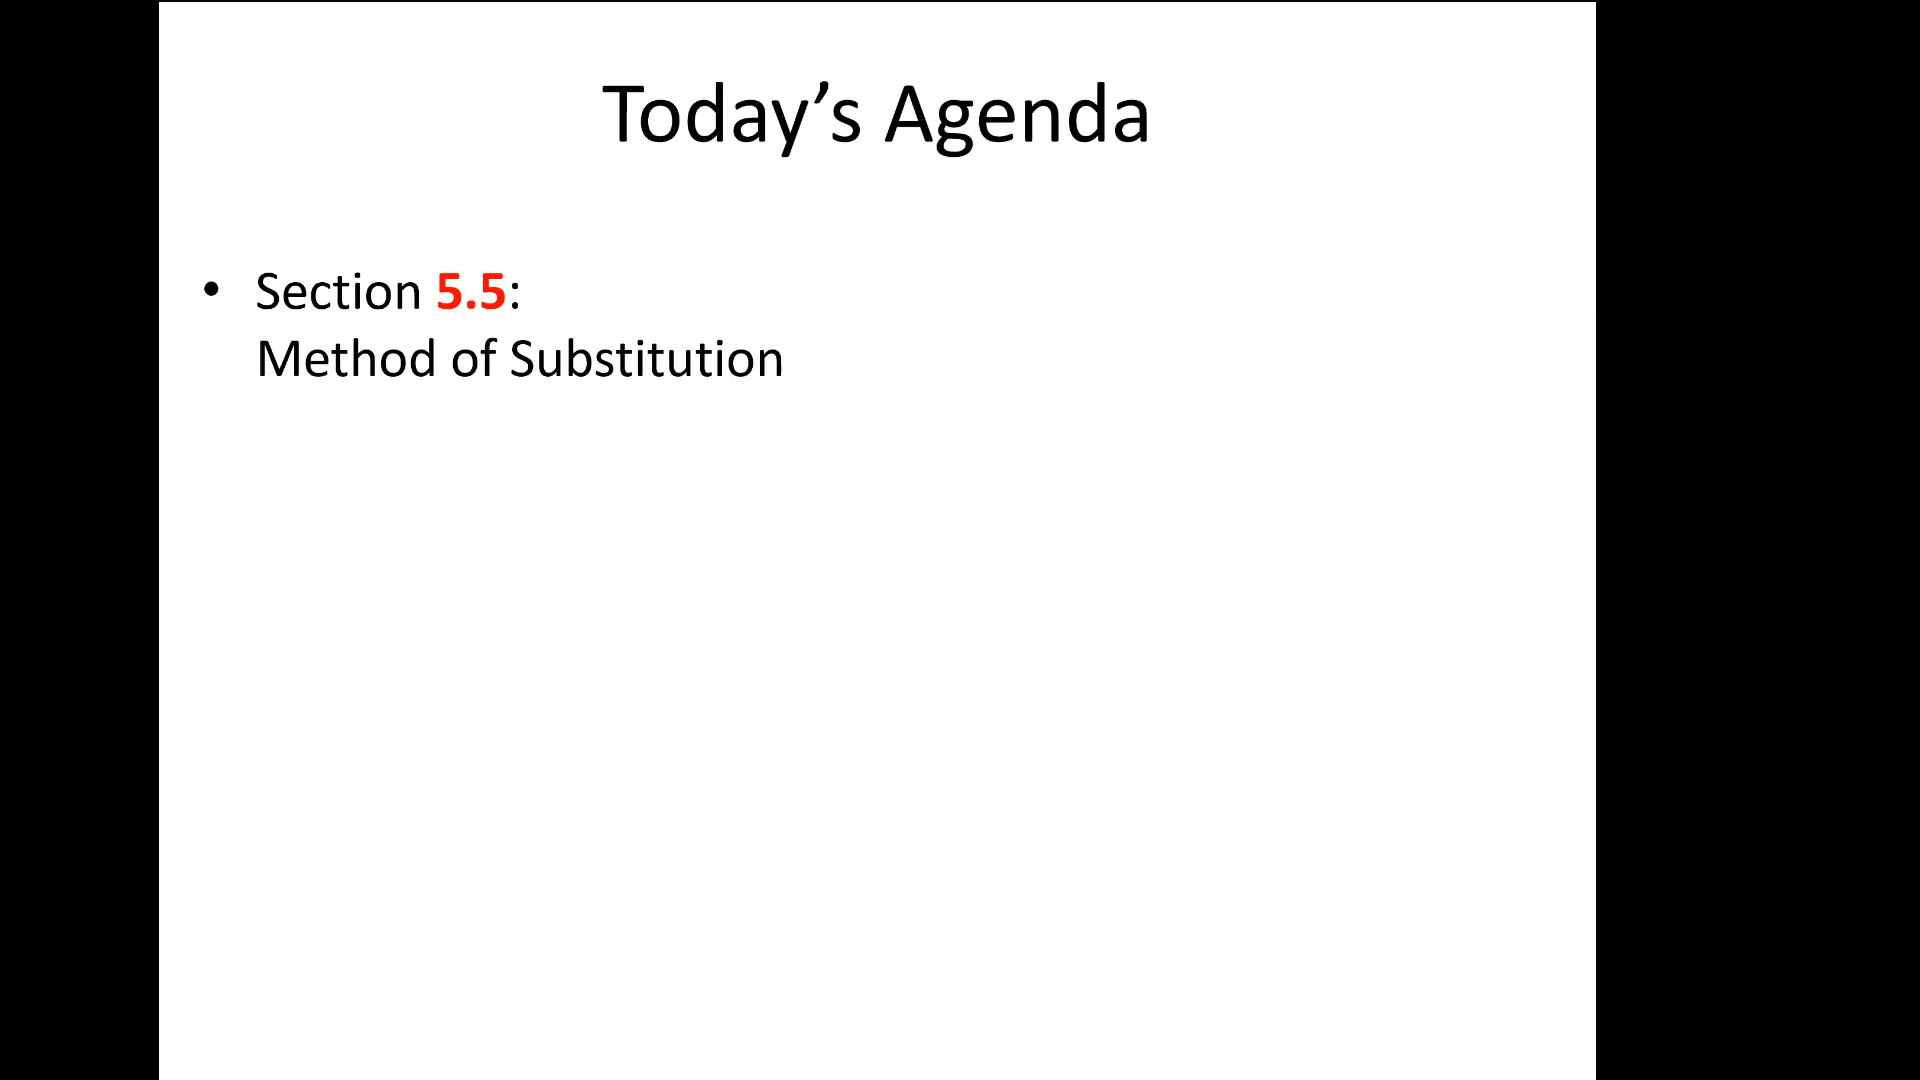 Today’s Agenda
• Section 5.5:
Method of Substitution